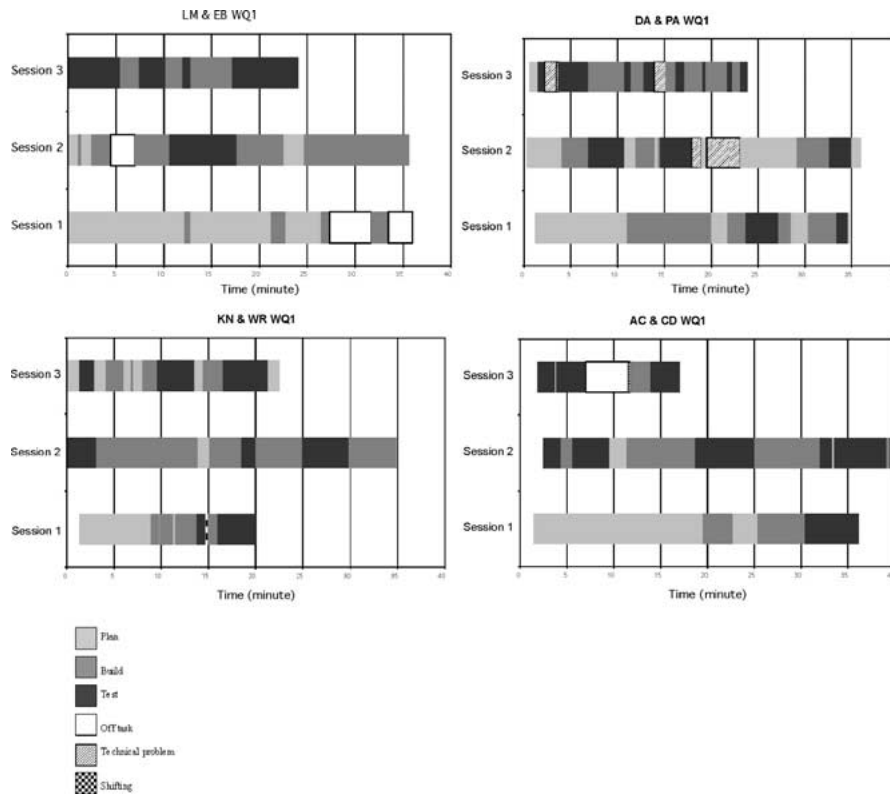 LM & EB WQ1
Session 3
Session 2
Session 1
0 5 10 15 20 25 30 35 40
Time (minute)
DA & PA WQ1
Session 3
Session 2
Session 1
0 5 10 15 20 25 30 35 40
Time (minute)
KN & WR WQ1
Session 3
Session 2
Session 1
0 5 10 15 20 25 30 35 40
Time (minute)
AC & CD WQ1
Session 3
Session 2
Session 1
0 5 10 15 20 25 30 35 40
Time (minute)
Plan
Build
Test
Off task
Technical problem
Shifting